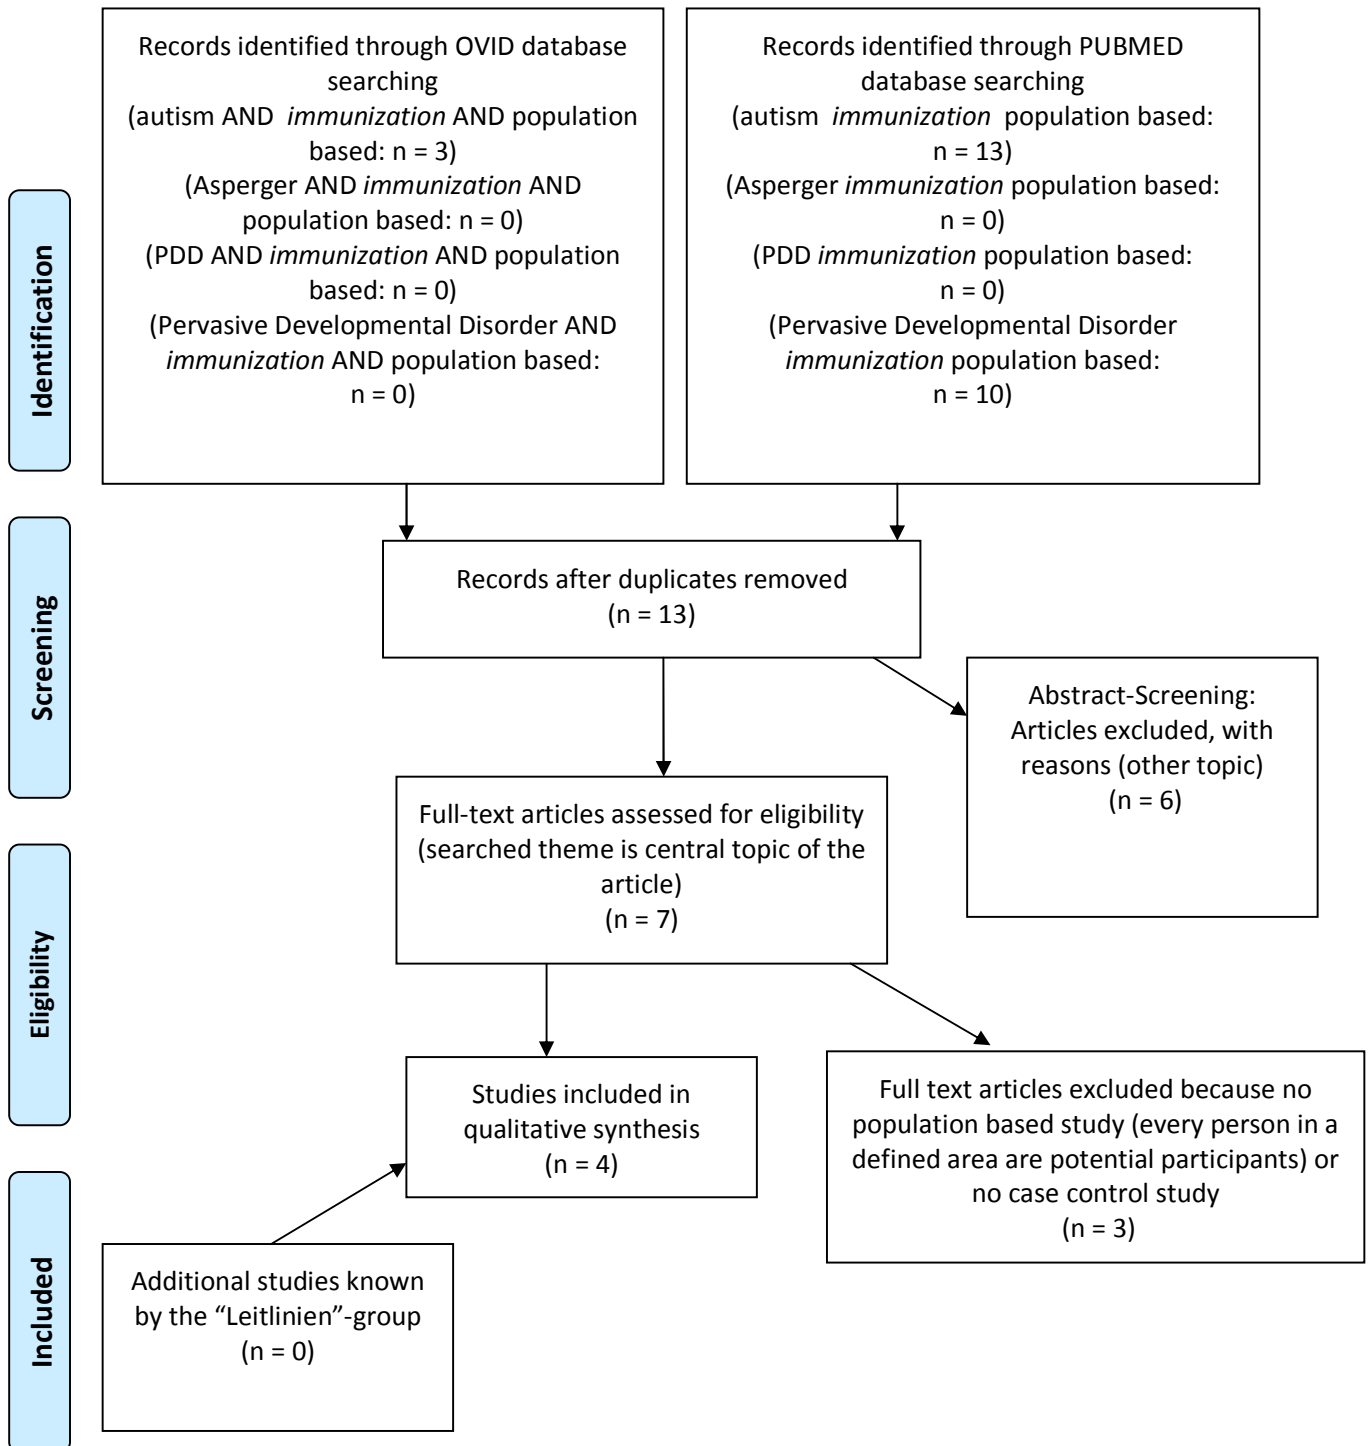 Records identified through OVID database
searching
(autism AND immunization AND population
based: n = 3)
(Asperger AND immunization AND
population based: n = 0)
(PDD AND immunization AND population
based: n = 0)
(Pervasive Developmental Disorder AND
immunization AND population based:
n = 0)
Records identified through PUBMED
database searching
(autism immunization population based:
n = 13)
(Asperger immunization population based:
n = 0)
(PDD immunization population based:
n = 0)
(Pervasive Developmental Disorder
immunization population based:
n = 10)
Identification
Records after duplicates removed
(n = 13)
Screening
Abstract-Screening:
Articles excluded, with
reasons (other topic)
(n = 6)
Full-text articles assessed for eligibility
(searched theme is central topic of the
article)
(n = 7)
Eligibility
Studies included in
qualitative synthesis
(n = 4)
Full text articles excluded because no
population based study (every person in a
defined area are potential participants) or
no case control study
(n = 3)
Included
Additional studies known
by the “Leitlinien”-group
(n = 0)